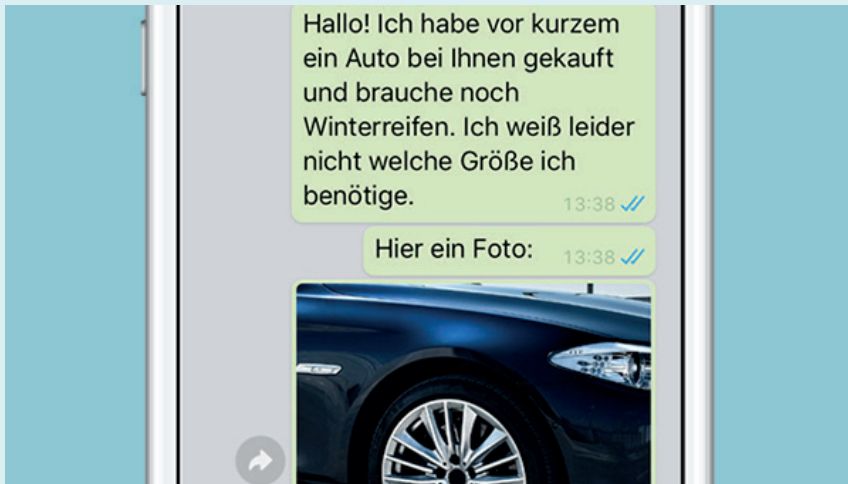 Hallo! Ich habe vor kurzem
ein Auto bei Ihnen gekauft
und brauche noch
Winterreifen. Ich weiß leider
nicht welche Größe ich
benötige.
13:38
Hier ein Foto:
13:38